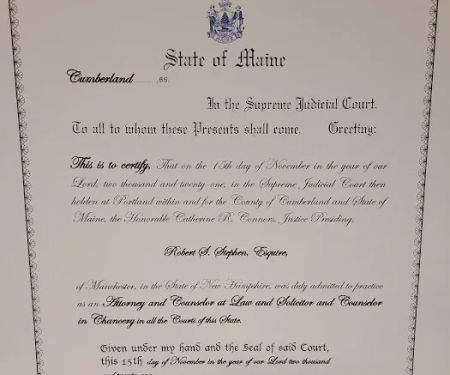 State of Maine
Cumberland ........, ss.
In the Supreme Judicial Court.
To all to whom these Presents shall come, Greeting:
This is to certify, That on the 15th day of November in the year of our
Lord, two thousand and twenty-one, in the Supreme Judicial Court then
holden at Portland within and for the County of Cumberland and State of
Maine, the Honorable Catherine R. Connors, Justice Presiding,
Robert S. Stephen, Esquire,
of Manchester, in the State of New Hampshire, was duly admitted to practice
as an Attorney and Counselor at Law and Solicitor and Counselor
in Chancery in all the Courts of this State.
Given under my hand and the Seal of said Court,
this 15th day of November in the year of our Lord two thousand